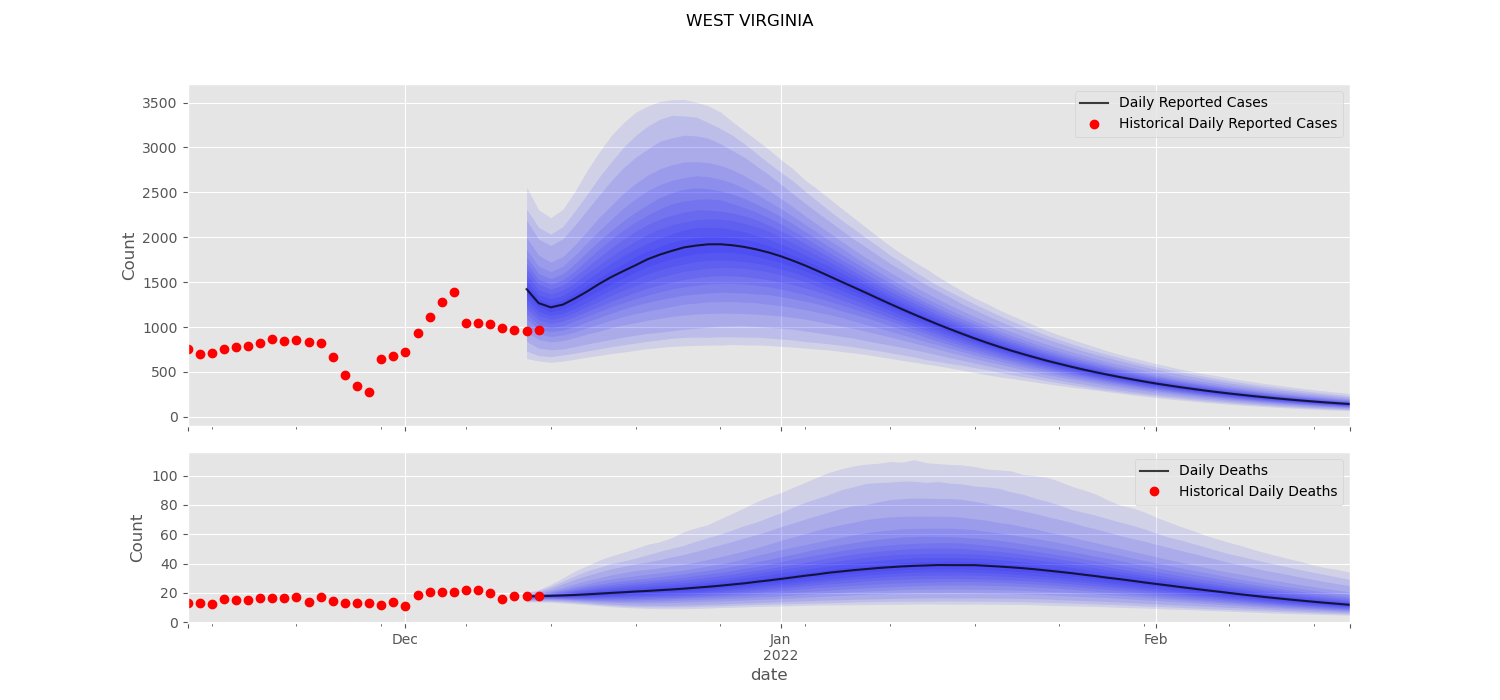 WEST VIRGINIA
3500
3000
2500
2000
1500
1000
500
0
Count
Daily Reported Cases
Historical Daily Reported Cases
100
80
60
40
20
0
Count
Daily Deaths
Historical Daily Deaths
Dec
Jan
2022
Feb
date